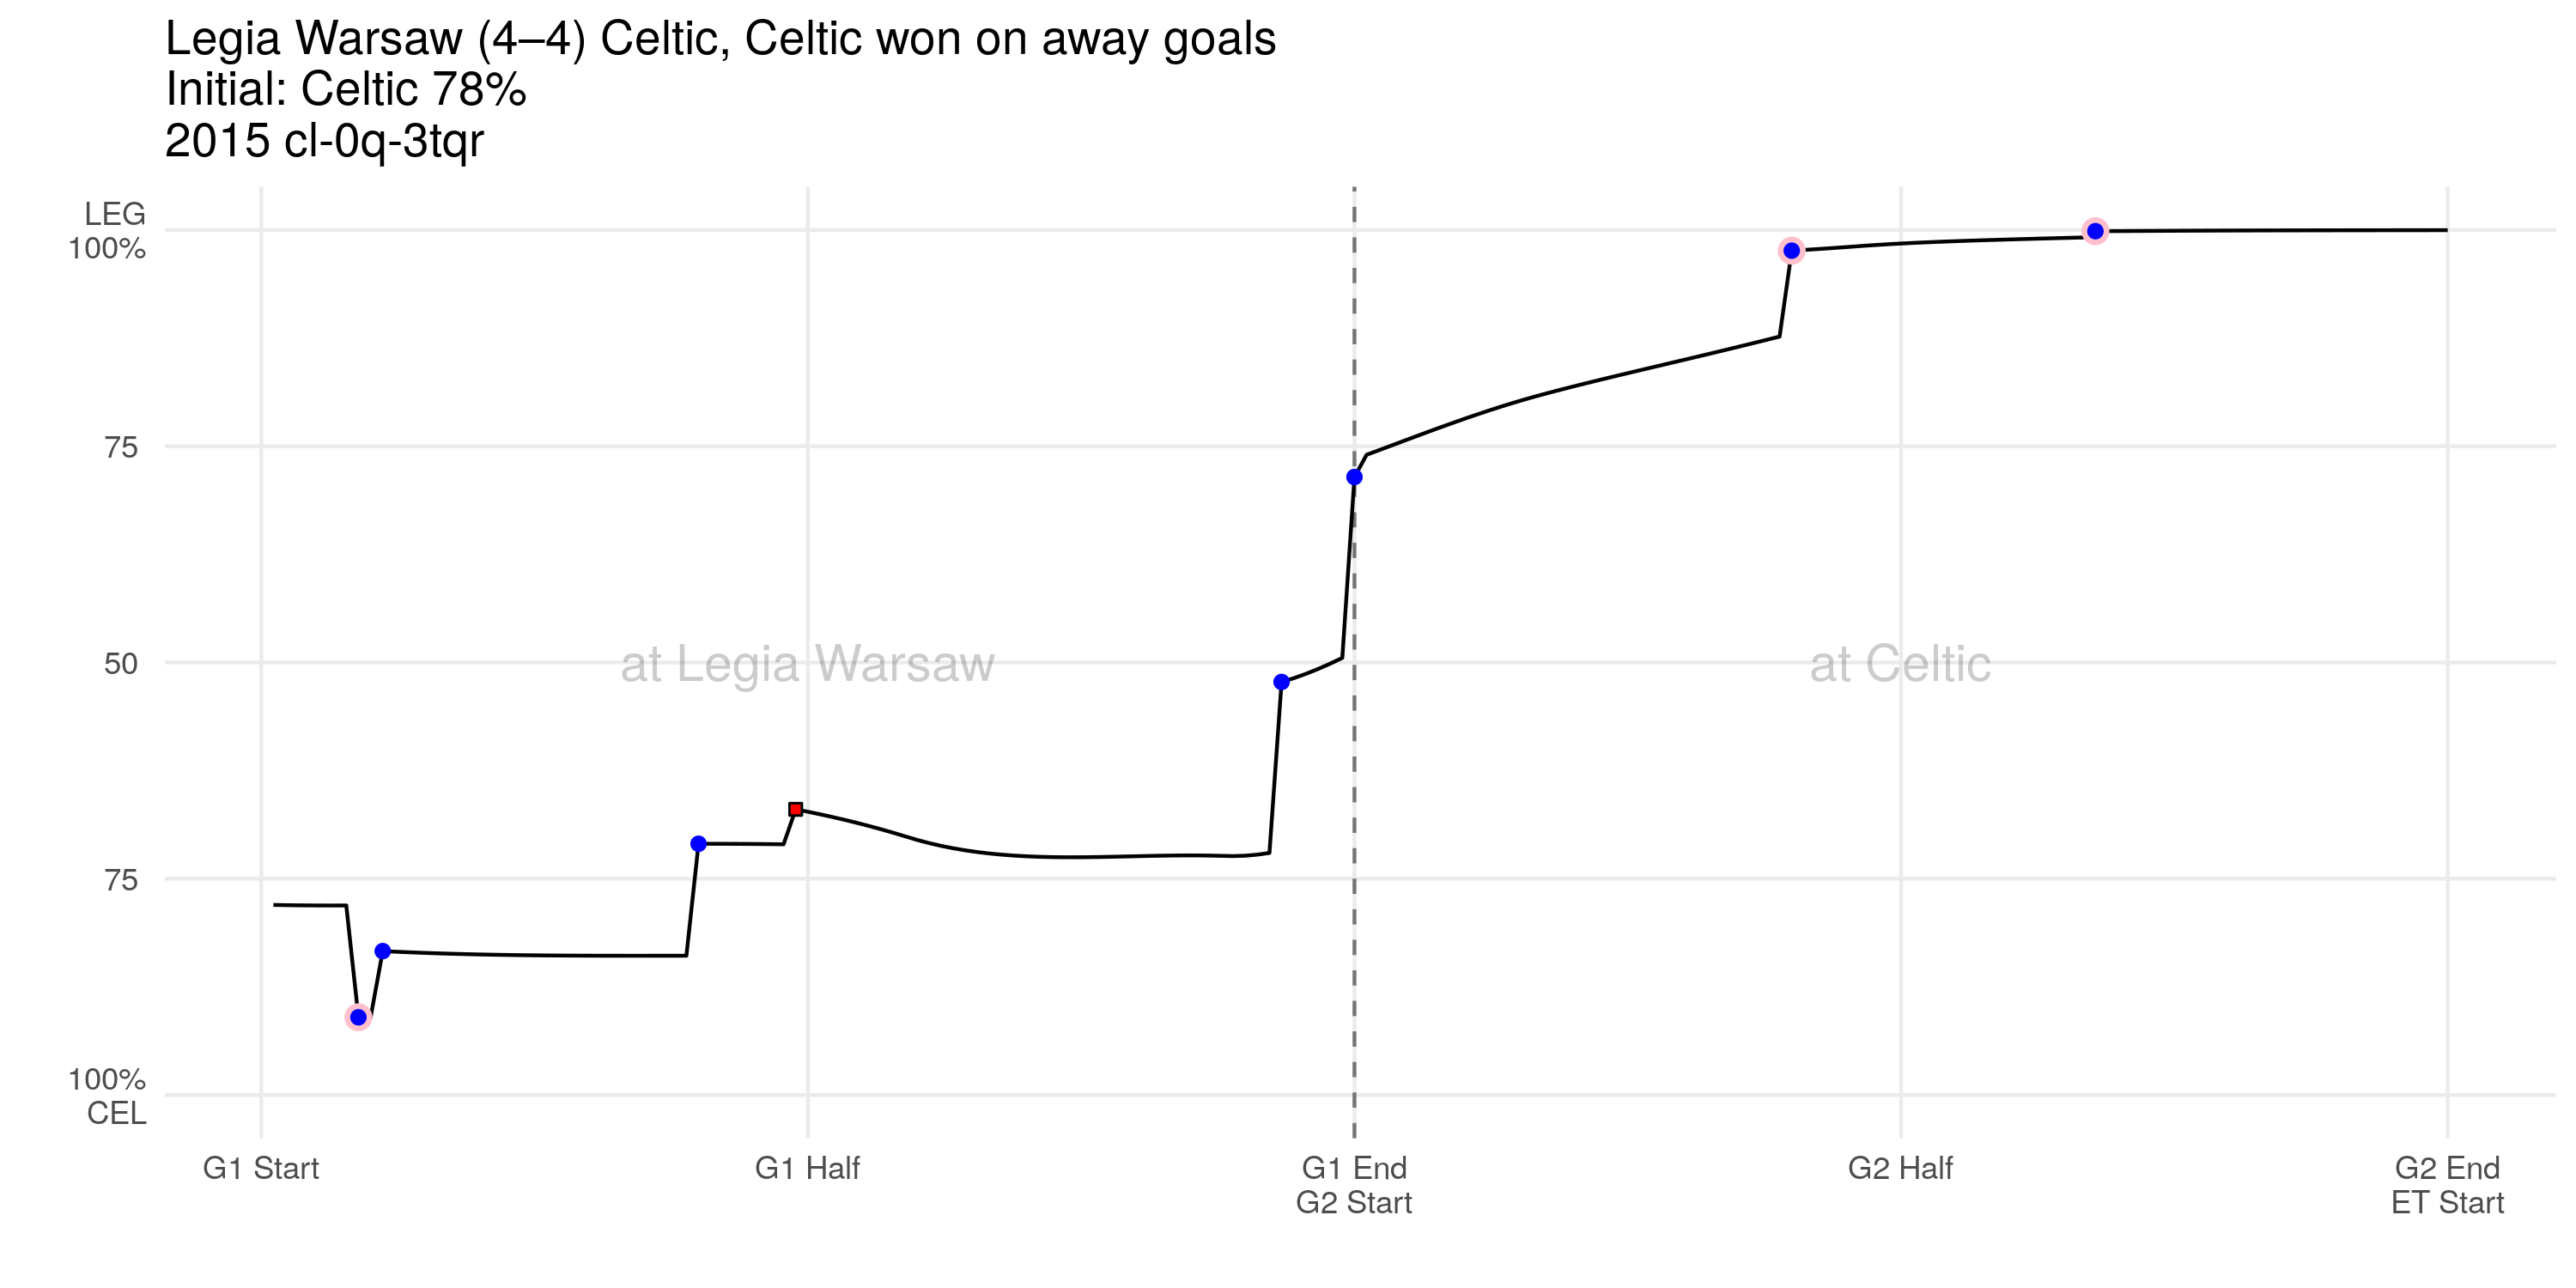 Legia Warsaw (4–4) Celtic, Celtic won on away goals
Initial: Celtic 78%
2015 cl-0q-3tqr
LEG
100%
75
50
75
100%
CEL
at Legia Warsaw
at Celtic
G1 Start
G1 Half
G1 End
G2 Start
G2 Half
G2 End
ET Start